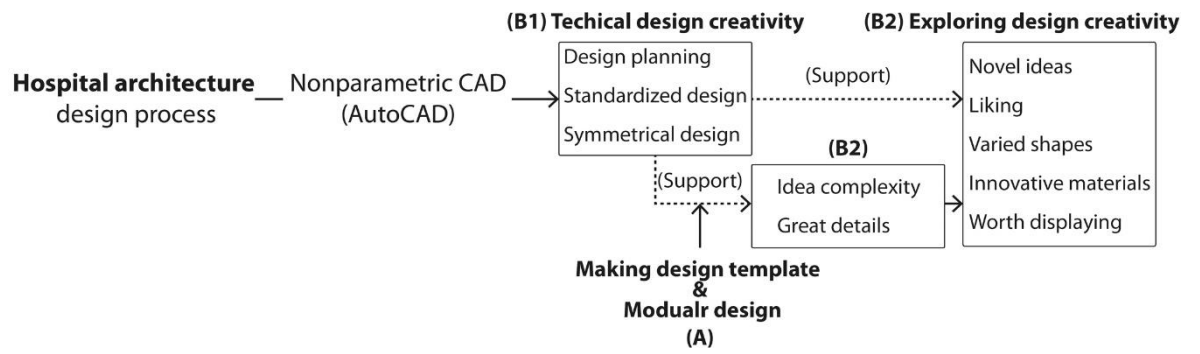 (B1) Techical design creativity
(B2) Exploring design creativity
Hospital architecture
design process
Nonparametric CAD
(AutoCAD)
Design planning
Standardized design
Symmetrical design
(Support)
Novel ideas
Liking
Varied shapes
Innovative materials
Worth displaying
(Support)
(B2)
Idea complexity
Great details
Making design template
&
Modualr design
(A)